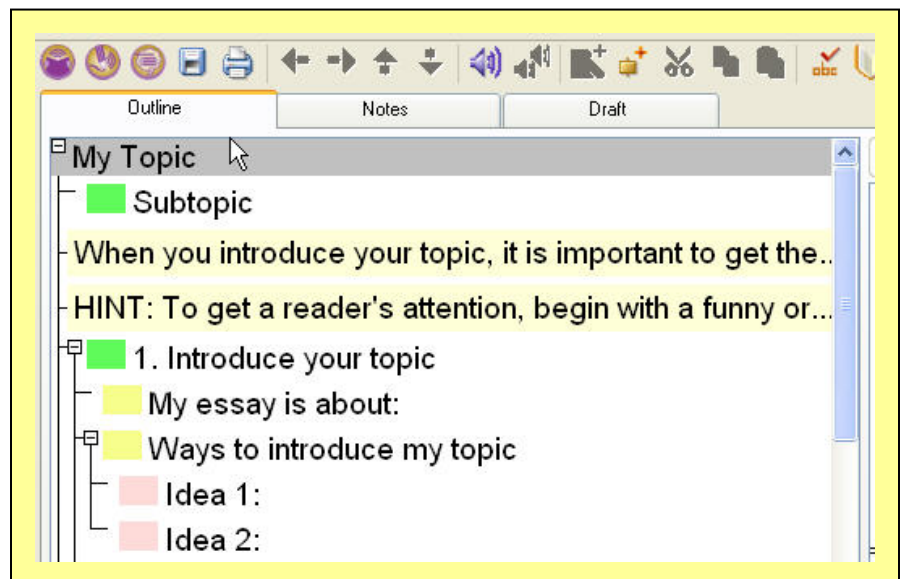 abc
Outline Notes Draft
My Topic
Subtopic
When you introduce your topic, it is important to get the..
HINT: To get a reader's attention, begin with a funny or...
1. Introduce your topic
My essay is about:
Ways to introduce my topic
Idea 1:
Idea 2: